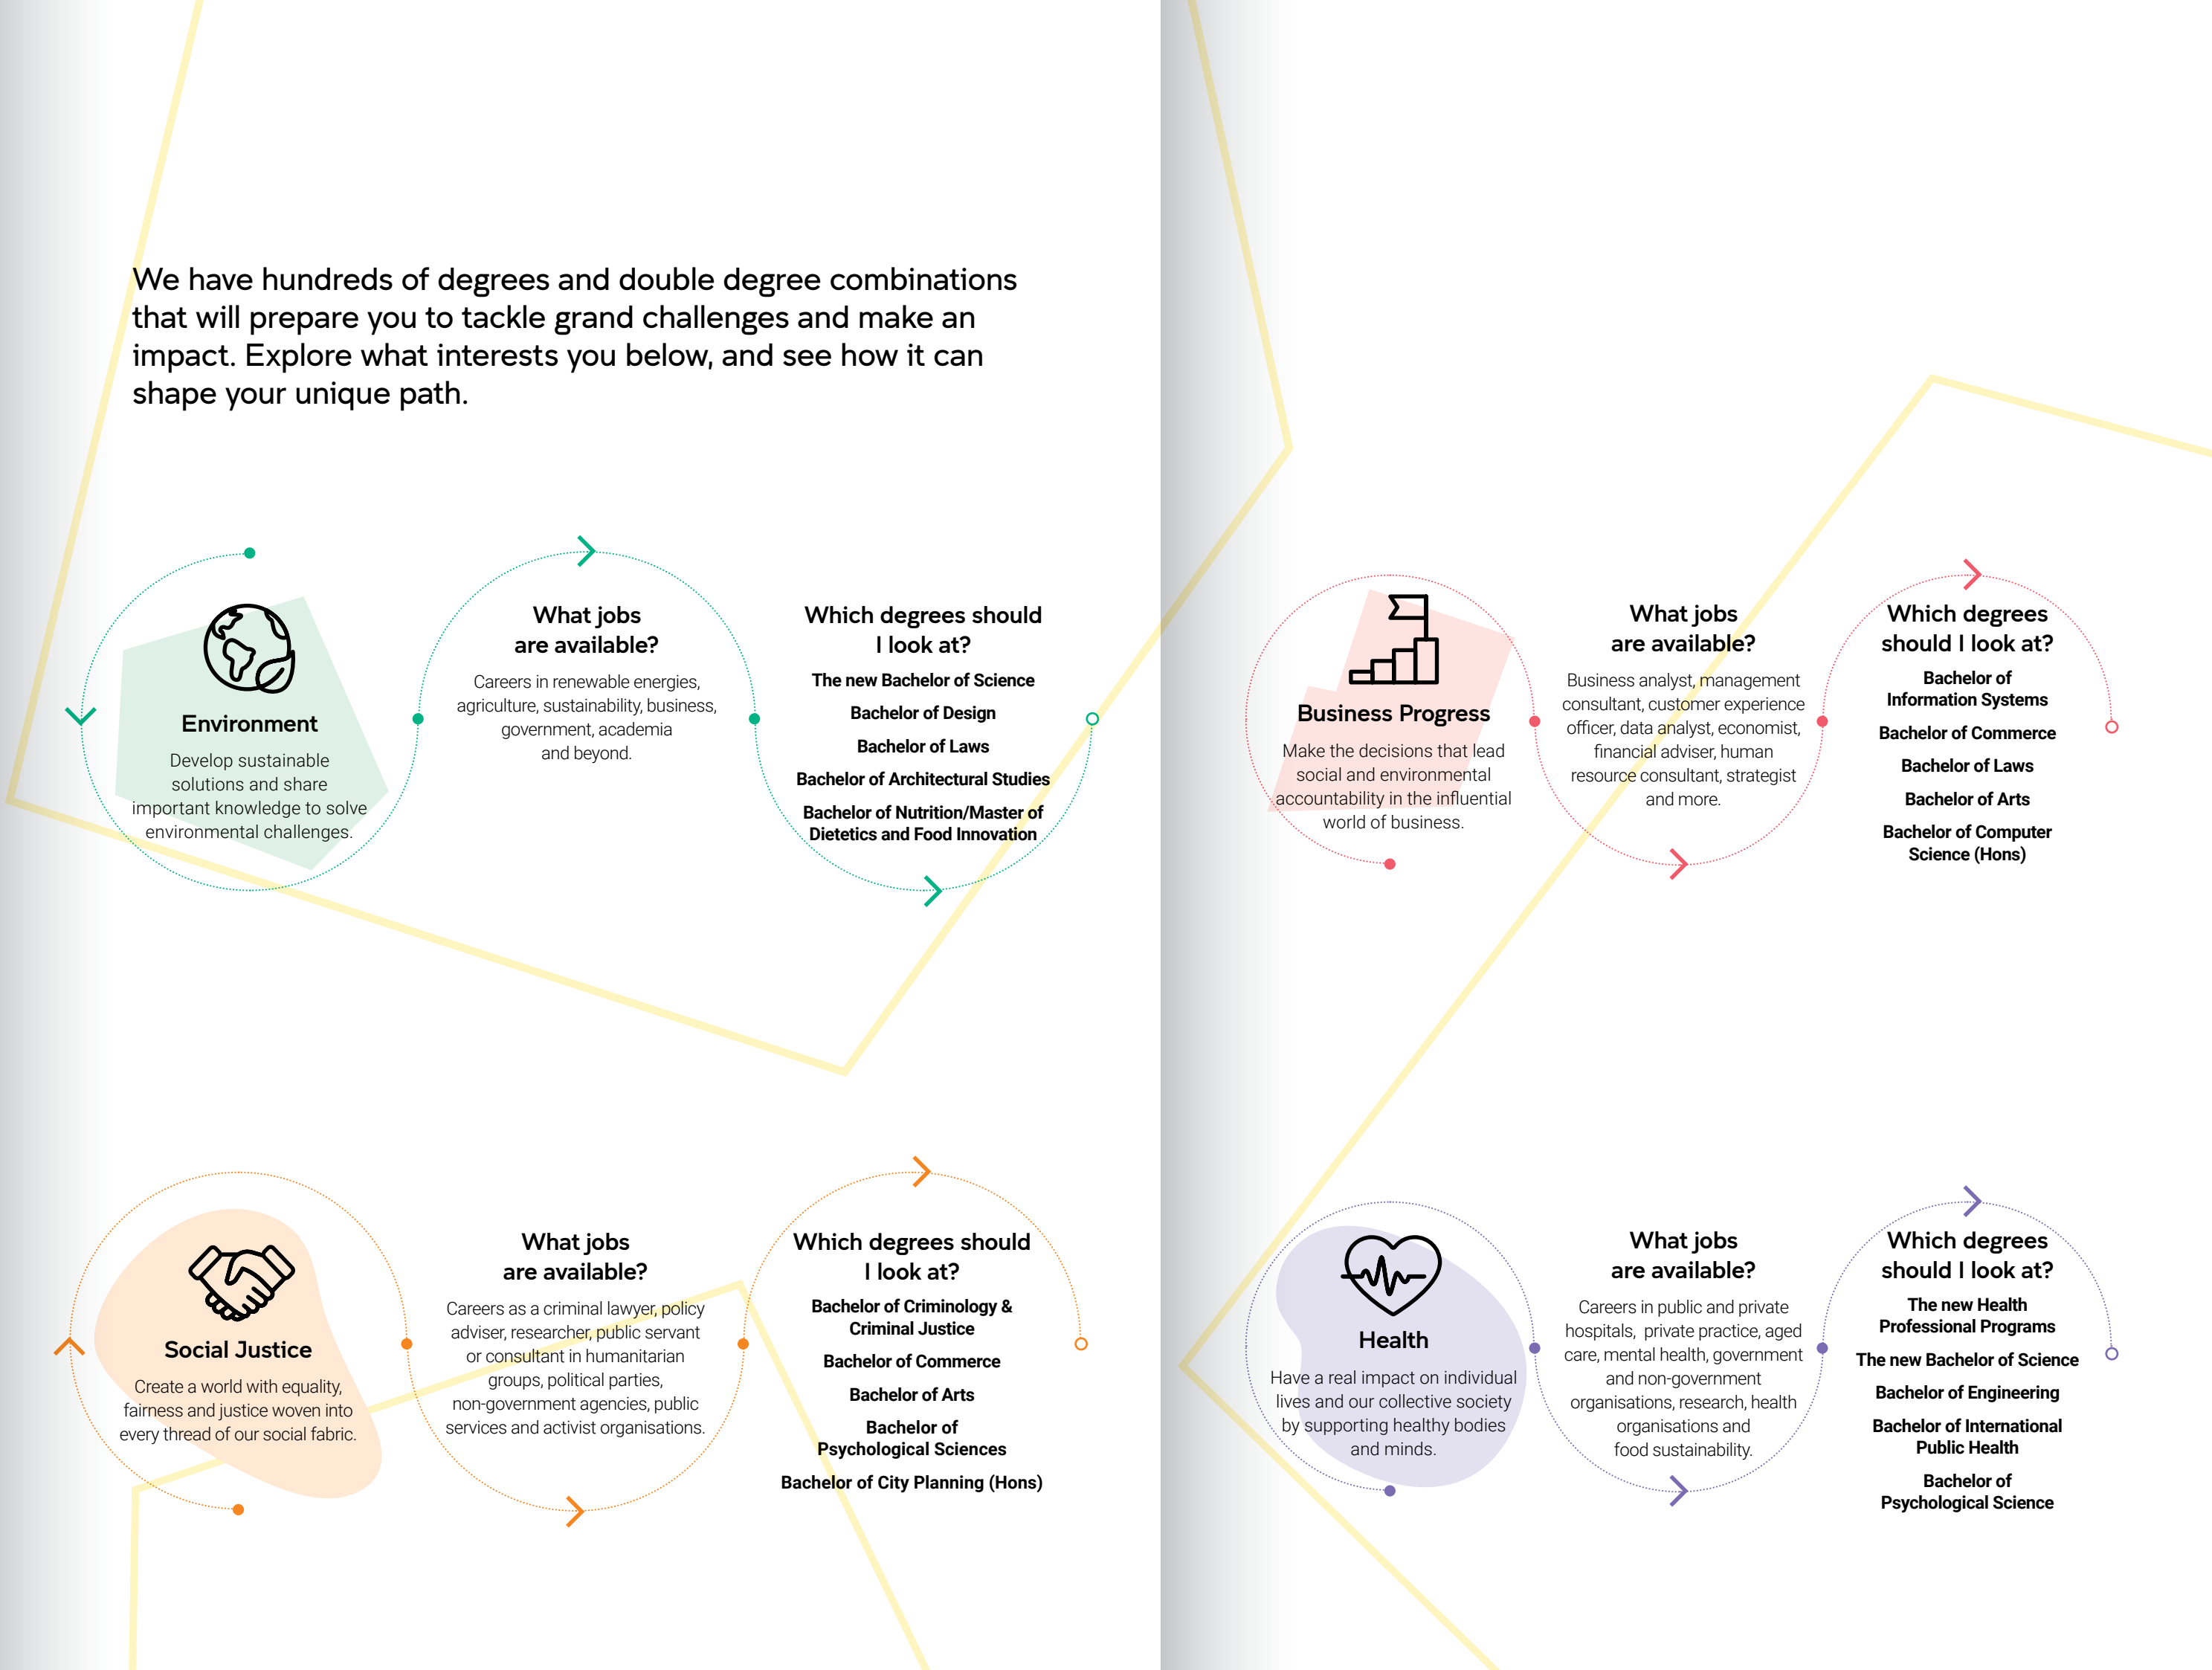 We have hundreds of degrees and double degree combinations
that will prepare you to tackle grand challenges and make an
impact. Explore what interests you below, and see how it can
shape your unique path.
Environment
Develop sustainable
solutions and share
important knowledge to solve
environmental challenges.
What jobs
are available?
Careers in renewable energies,
agriculture, sustainability, business,
government, academia
and beyond.
Which degrees should
I look at?
The new Bachelor of Science
Bachelor of Design
Bachelor of Laws
Bachelor of Architectural Studies
Bachelor of Nutrition/Master of
Dietetics and Food Innovation
Social Justice
Create a world with equality,
fairness and justice woven into
every thread of our social fabric.
What jobs
are available?
Careers as a criminal lawyer, policy
adviser, researcher, public servant
or consultant in humanitarian
groups, political parties,
non-government agencies, public
services and activist organisations.
Which degrees should
I look at?
Bachelor of Criminology &
Criminal Justice
Bachelor of Commerce
Bachelor of Arts
Bachelor of
Psychological Sciences
Bachelor of City Planning (Hons)
Business Progress
Make the decisions that lead
social and environmental
accountability in the influential
world of business.
What jobs
are available?
Business analyst, management
consultant, customer experience
officer, data analyst, economist,
financial adviser, human
resource consultant, strategist
and more.
Which degrees
should I look at?
Bachelor of
Information Systems
Bachelor of Commerce
Bachelor of Laws
Bachelor of Arts
Bachelor of Computer
Science (Hons)
Health
Have a real impact on individual
lives and our collective society
by supporting healthy bodies
and minds.
What jobs
are available?
Careers in public and private
hospitals, private practice, aged
care, mental health, government
and non-government
organisations, research, health
organisations and
food sustainability.
Which degrees
should I look at?
The new Health
Professional Programs
The new Bachelor of Science
Bachelor of Engineering
Bachelor of International
Public Health
Bachelor of
Psychological Science